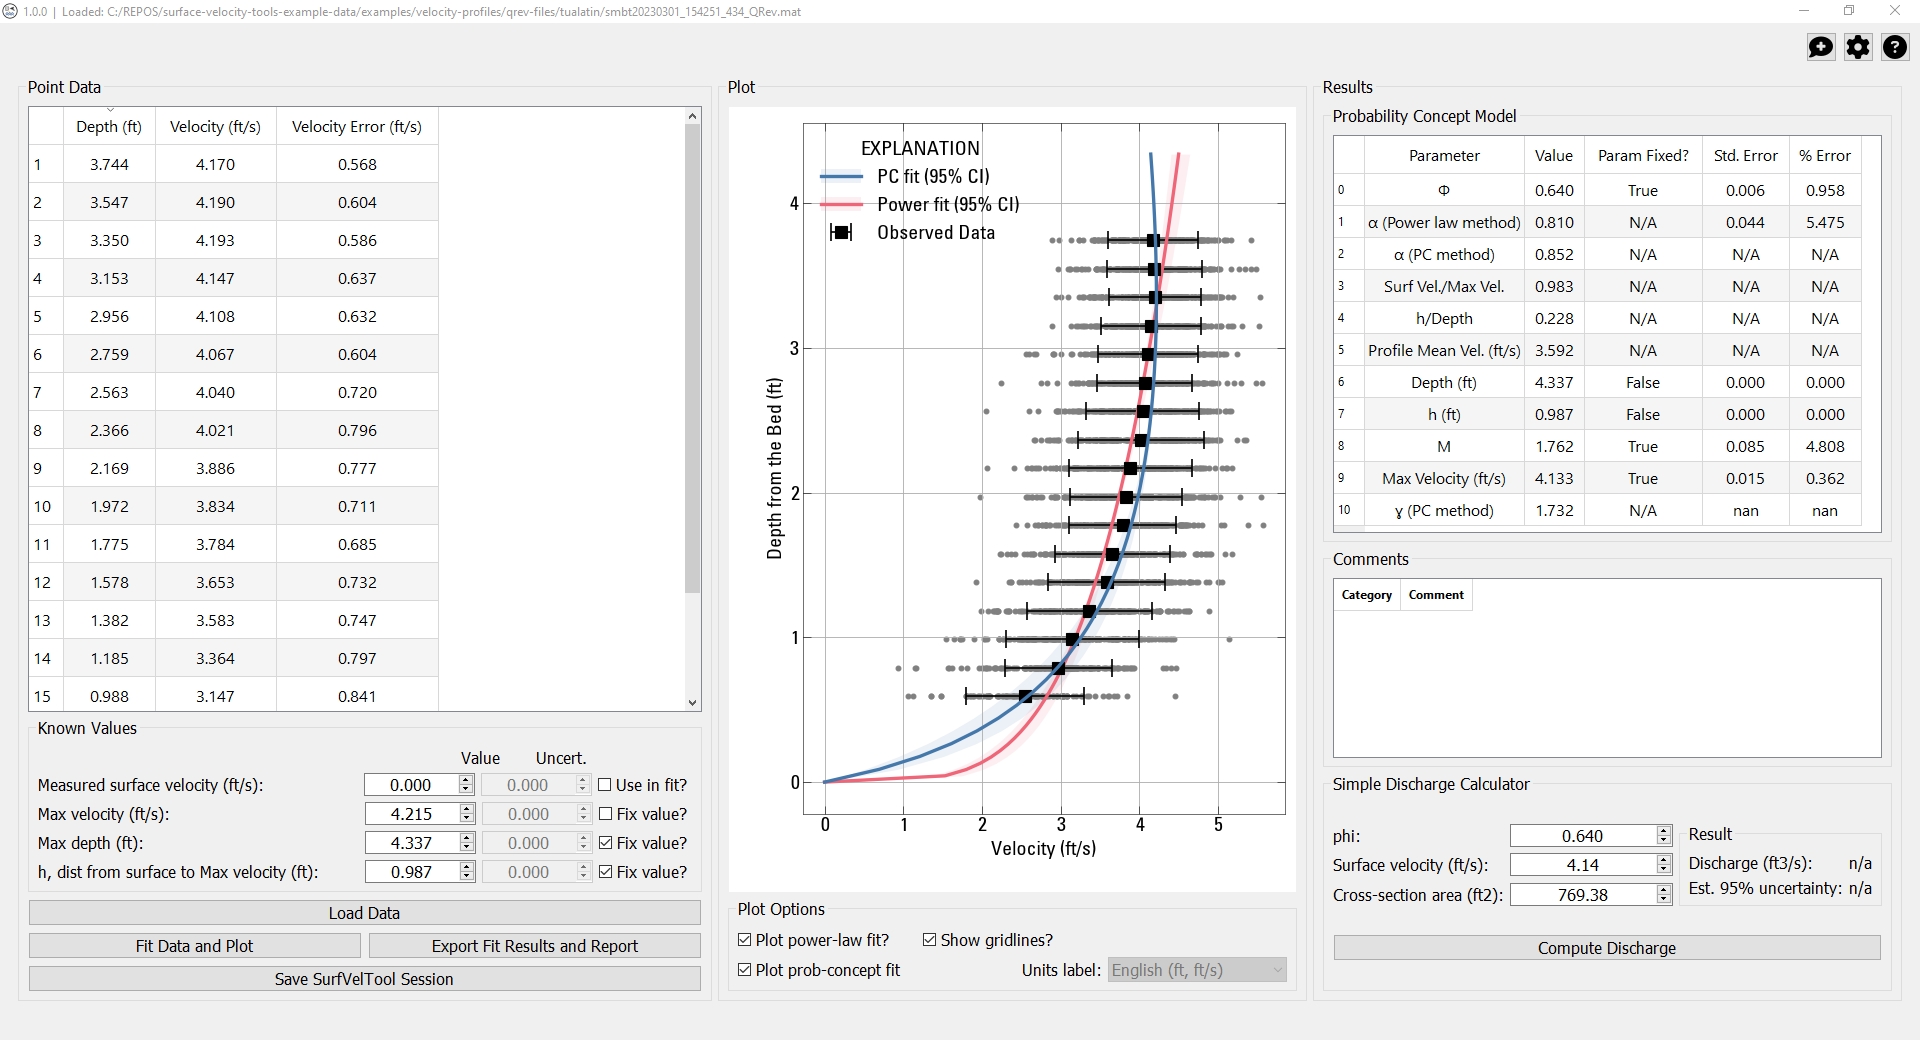 1.0.0 | Loaded: C:/REPOS/surface-velocity-tools-example-data/examples/velocity-profiles/qrev-files/tualatin/smbt20230301_154251_434_QRev.mat
Point Data
Depth (ft) Velocity (ft/s) Velocity Error (ft/s)
1 3.744 4.170 0.568
2 3.547 4.190 0.604
3 3.350 4.193 0.586
4 3.153 4.147 0.637
5 2.956 4.108 0.632
6 2.759 4.067 0.604
7 2.563 4.040 0.720
8 2.366 4.021 0.796
9 2.169 3.886 0.777
10 1.972 3.834 0.711
11 1.775 3.784 0.685
12 1.578 3.653 0.732
13 1.382 3.583 0.747
14 1.185 3.364 0.797
15 0.988 3.147 0.841
Known Values
Value Uncert.
Measured surface velocity (ft/s): 0.000 0.000 Use in fit?
Max velocity (ft/s): 4.215 0.000 Fix value?
Max depth (ft): 4.337 0.000 Fix value?
h, dist from surface to Max velocity (ft): 0.987 0.000 Fix value?
Load Data
Fit Data and Plot Export Fit Results and Report
Save SurfVelTool Session
Plot
EXPLANATION
PC fit (95% CI)
Power fit (95% CI)
Observed Data
4
3
2
1
0
Depth from the Bed (ft)
0 1 2 3 4 5
Velocity (ft/s)
Plot Options
Plot power-law fit? Show gridlines?
Plot prob-concept fit Units label: English (ft, ft/s)
Results
Probability Concept Model
Parameter Value Param Fixed? Std. Error % Error
0 Φ 0.640 True 0.006 0.958
1 α (Power law method) 0.810 N/A 0.044 5.475
2 α (PC method) 0.852 N/A N/A N/A
3 Surf Vel./Max Vel. 0.983 N/A N/A N/A
4 h/Depth 0.228 N/A N/A N/A
5 Profile Mean Vel. (ft/s) 3.592 N/A N/A N/A
6 Depth (ft) 4.337 False 0.000 0.000
7 h (ft) 0.987 False 0.000 0.000
8 M 1.762 True 0.085 4.808
9 Max Velocity (ft/s) 4.133 True 0.015 0.362
10 ɣ (PC method) 1.732 N/A nan nan
Comments
Category Comment
Simple Discharge Calculator
phi: 0.640
Surface velocity (ft/s): 4.14
Cross-section area (ft2): 769.38
Result
Discharge (ft3/s): n/a
Est. 95% uncertainty: n/a
Compute Discharge